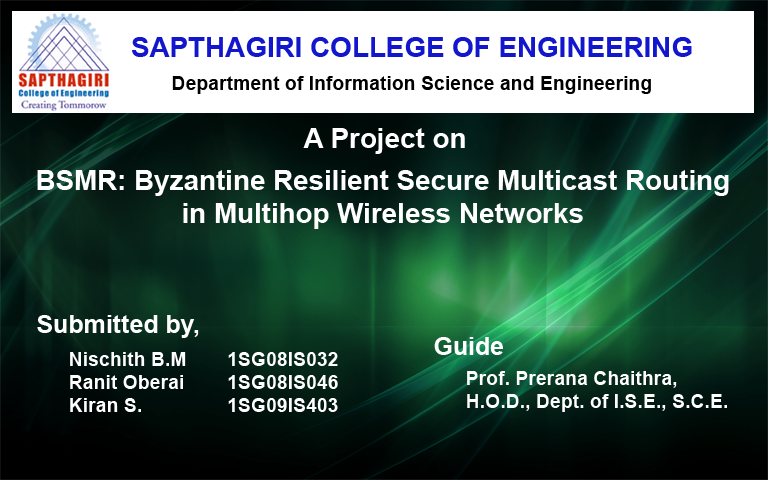 SAPTHAGIRI
College of Engineering
Creating Tommorow
SAPTHAGIRI COLLEGE OF ENGINEERING
Department of Information Science and Engineering
A Project on
BSMR: Byzantine Resilient Secure Multicast Routing
in Multihop Wireless Networks
Submitted by,
Nischith B.M 1SG08IS032
Ranit Oberai 1SG08IS046
Kiran S. 1SG09IS403
Guide
Prof. Prerana Chaithra,
H.O.D., Dept. of I.S.E., S.C.E.